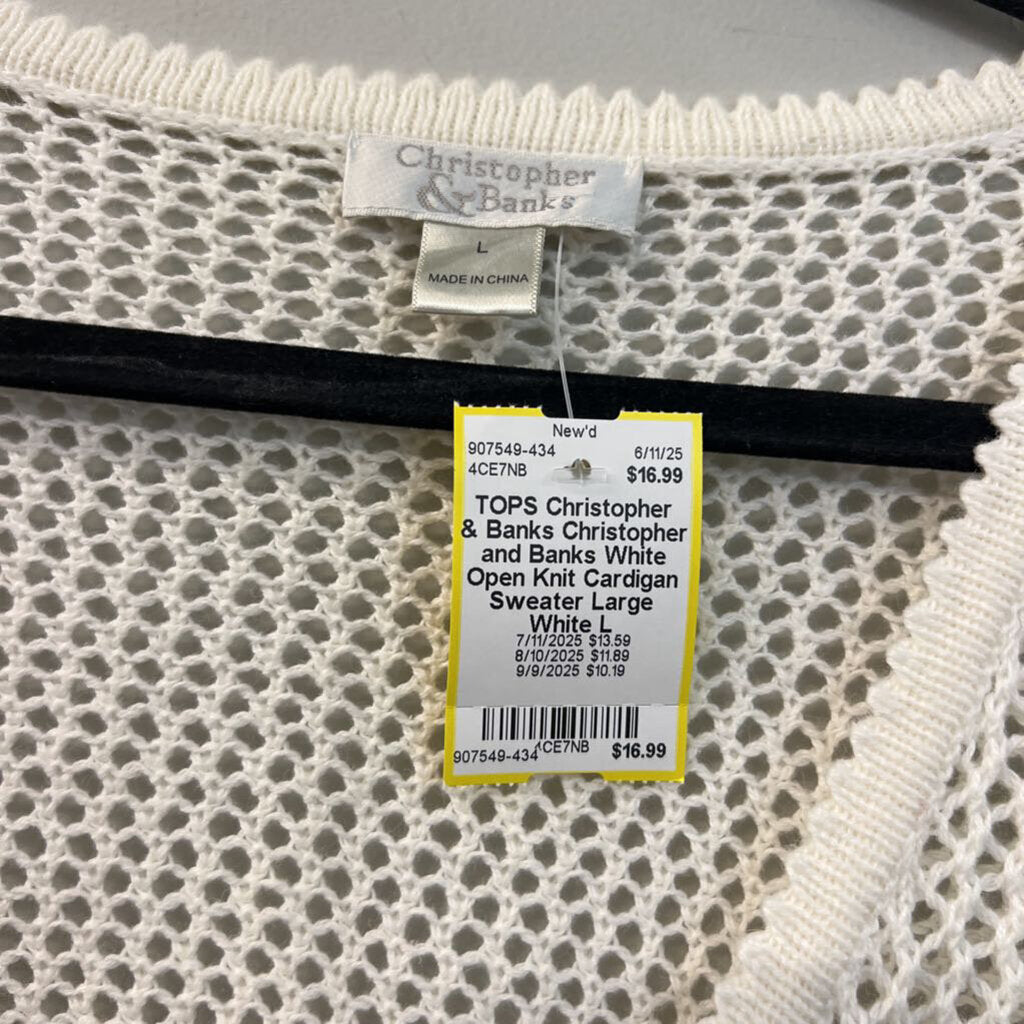 Christopher
& Banks
L
MADE IN CHINA
New'd
907549-434 6/11/25
4CE7NB $16.99
TOPS Christopher
& Banks Christopher
and Banks White
Open Knit Cardigan
Sweater Large
White L
7/11/2025 $13.59
8/10/2025 $11.89
9/9/2025 $10.19
907549-434 4CE7NB $16.99